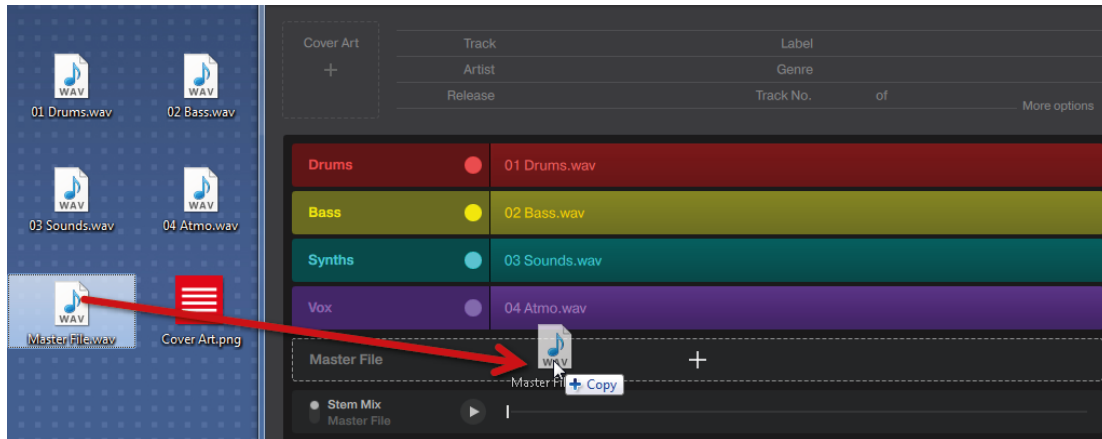 WAV
01 Drums.wav
WAV
02 Bass.wav
WAV
03 Sounds.wav
WAV
04 Atmo.wav
WAV
Master File.wav
Cover Art.png
Cover Art
+
Track
Label
Artist
Genre
Release
Track No. of
More options
Drums
01 Drums.wav
Bass
02 Bass.wav
Synths
03 Sounds.wav
Vox
04 Atmo.wav
Master File
+
WAV
Master Fil
+ Copy
Stem Mix
Master File